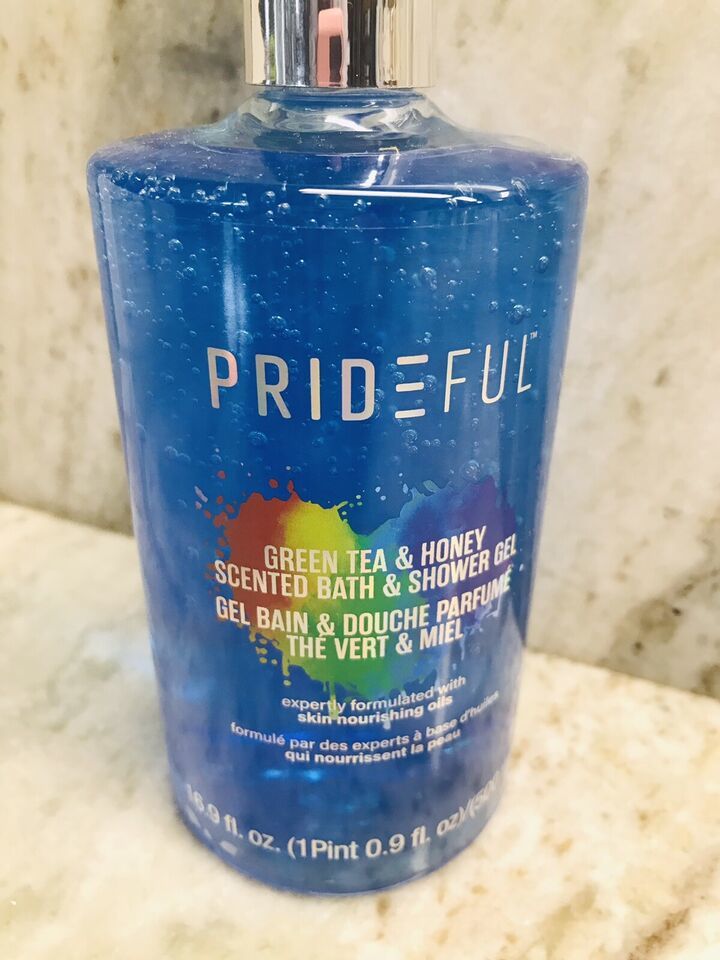 PRIDEFUL™
GREEN TEA & HONEY
SCENTED BATH & SHOWER GEL
GEL BAIN & DOUCHE PARFUMÉ
THÉ VERT & MIEL
expertly formulated with
skin nourishing oils
formulé par des experts à base d'huiles
qui nourrissent la peau
16.9 fl. oz. (1Pint 0.9 fl. oz)/(500